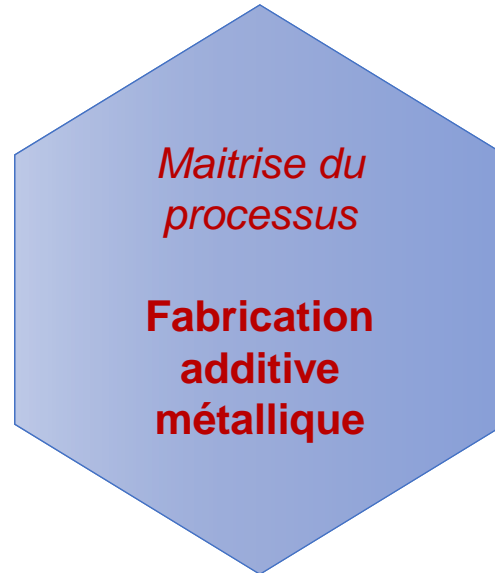 Maitrise du
processus
Fabrication
additive
métallique